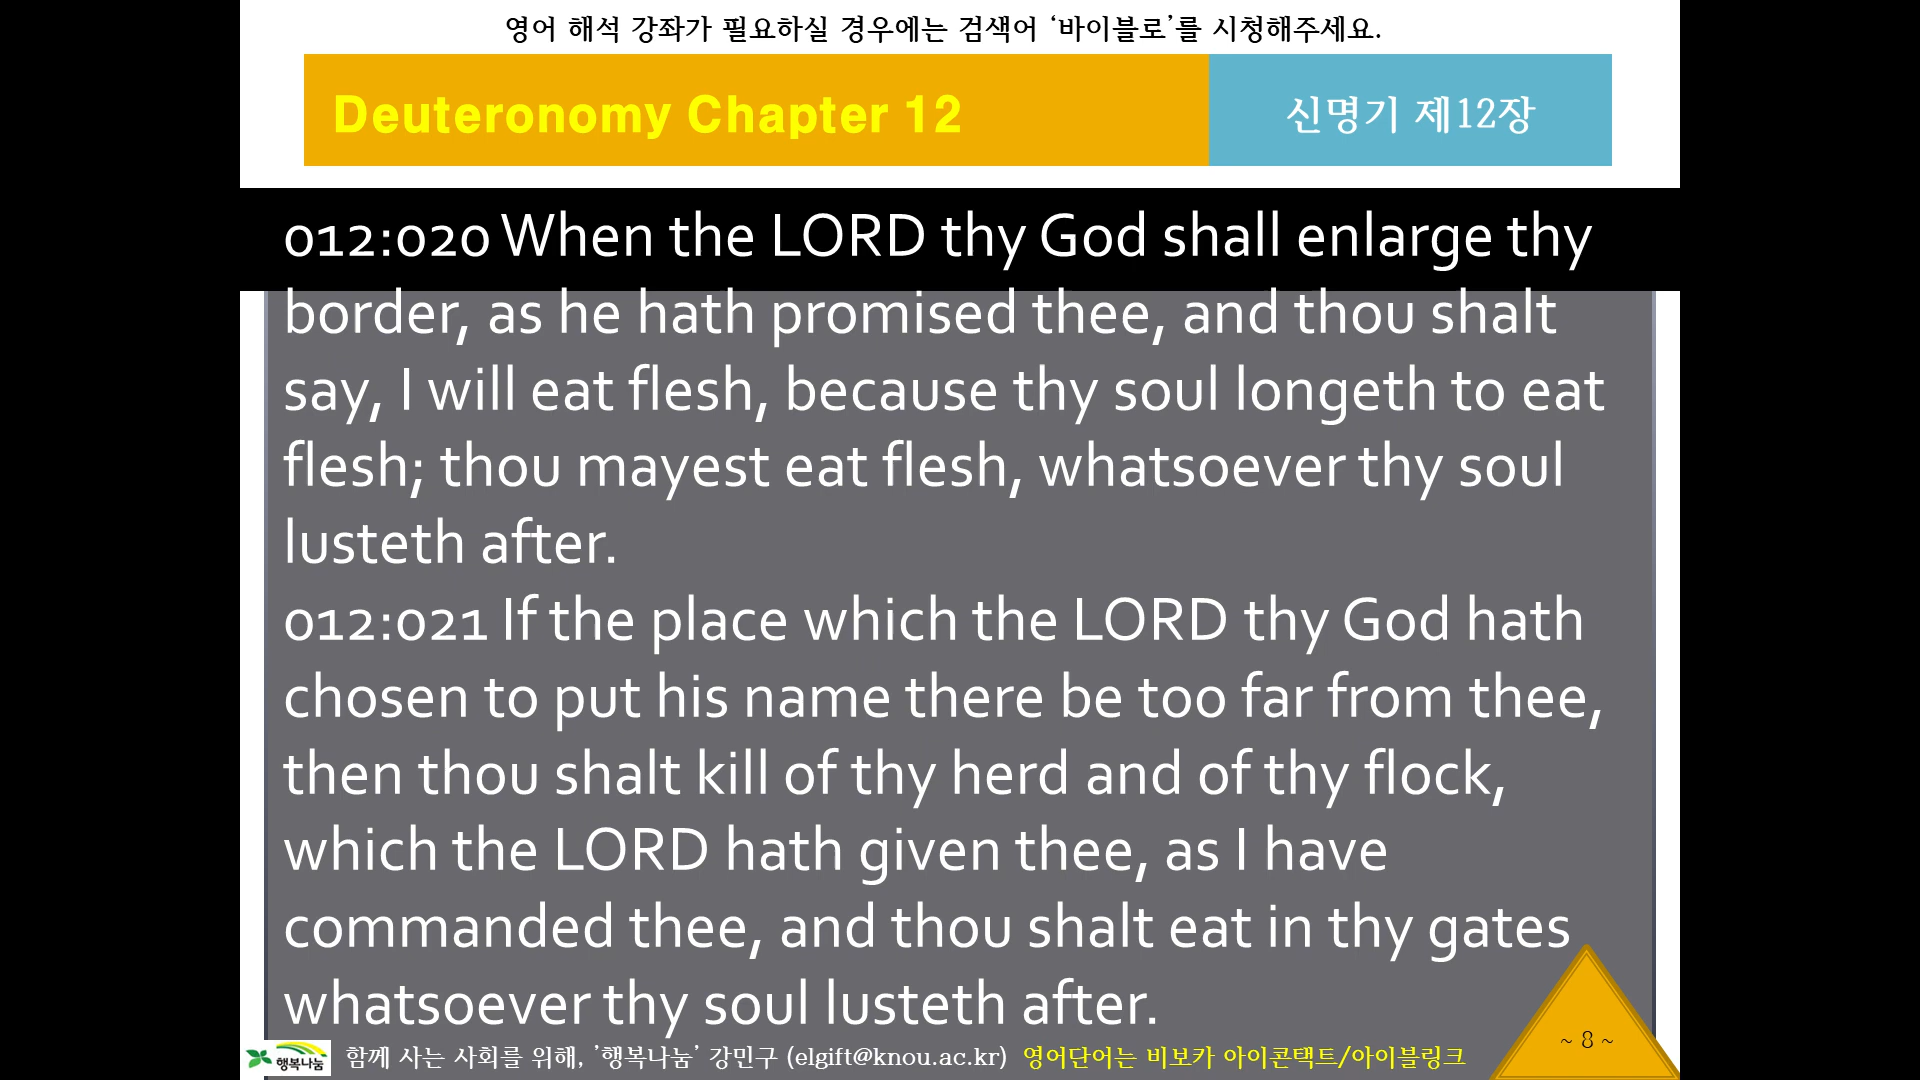 영어 해석 강좌가 필요하실 경우에는 검색어 ‘바이블로’를 시청해주세요.
Deuteronomy Chapter 12
신명기 제12장
012:020 When the LORD thy God shall enlarge thy
border, as he hath promised thee, and thou shalt
say, I will eat flesh, because thy soul longeth to eat
flesh; thou mayest eat flesh, whatsoever thy soul
lusteth after.
012:021 If the place which the LORD thy God hath
chosen to put his name there be too far from thee,
then thou shalt kill of thy herd and of thy flock,
which the LORD hath given thee, as I have
commanded thee, and thou shalt eat in thy gates
whatsoever thy soul lusteth after.
~ 8 ~
행복나눔
함께 사는 사회를 위해, ’행복나눔’ 강민구 (elgift@knou.ac.kr) 영어단어는 비보카 아이콘택트/아이블링크